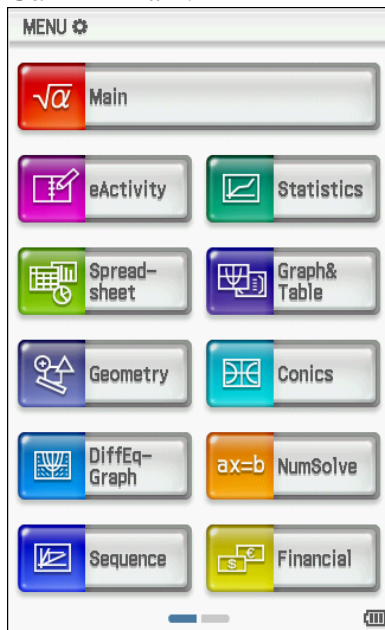 MENU
√α Main
eActivity
Statistics
Spread-
sheet
Graph&
Table
Geometry
Conics
DiffEq-
Graph
ax=b NumSolve
Sequence
$ € Financial